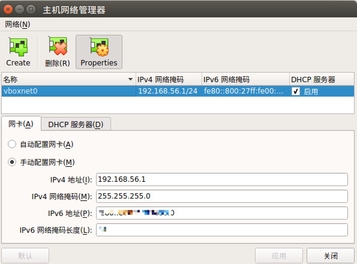 主机网络管理器
网络(N)
Create 删除(R) Properties
名称 IPv4 网络掩码 IPv6 网络掩码 DHCP 服务器
vboxnet0 192.168.56.1/24 fe80::800:27ff:fe00:... 启用
网卡(A) DHCP 服务器(D)
自动配置网卡(A)
手动配置网卡(M)
IPv4 地址(I): 192.168.56.1
IPv4 网络掩码(M): 255.255.255.0
IPv6 地址(P):
IPv6 网络掩码长度(L):
默认 应用 关闭